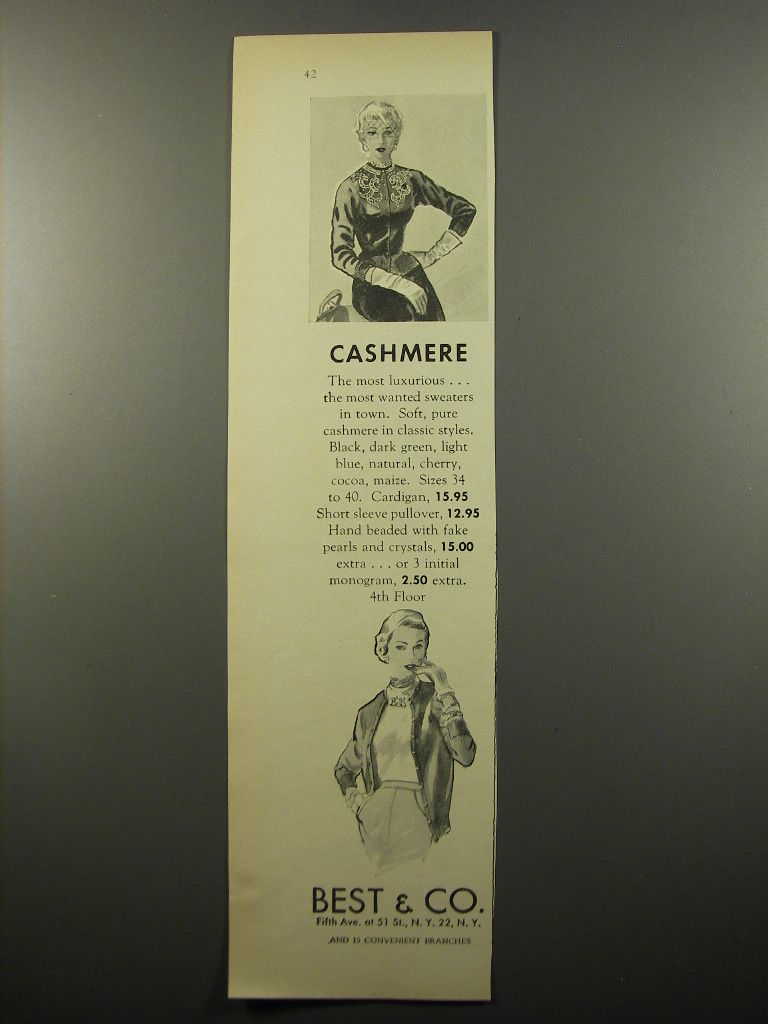 42
CASHMERE
The most luxurious . . .
the most wanted sweaters
in town. Soft, pure
cashmere in classic styles.
Black, dark green, light
blue, natural, cherry,
cocoa, maize. Sizes 34
to 40. Cardigan, 15.95
Short sleeve pullover, 12.95
Hand beaded with fake
pearls and crystals, 15.00
extra . . . or 3 initial
monogram, 2.50 extra.
4th Floor
BEST & CO.
Fifth Ave. at 51 St., N. Y. 22, N. Y.
AND 15 CONVENIENT BRANCHES